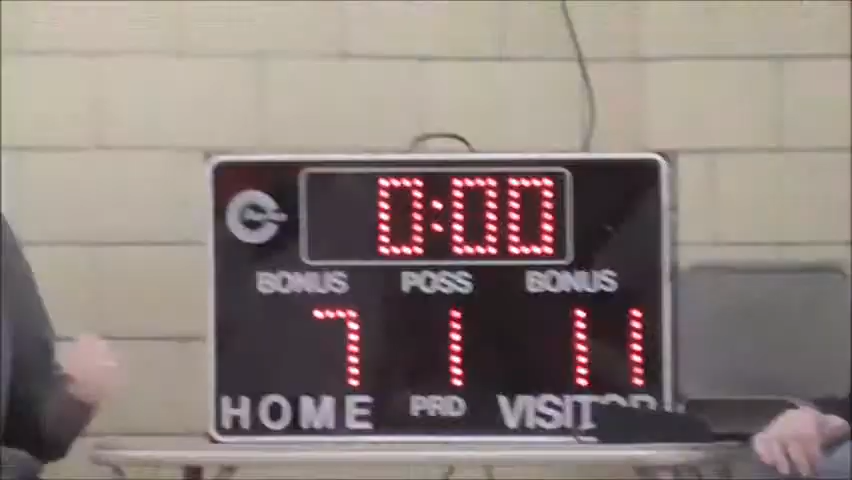 0:00
BONUS POSS BONUS
7 1 11
HOME PRD VISITOR